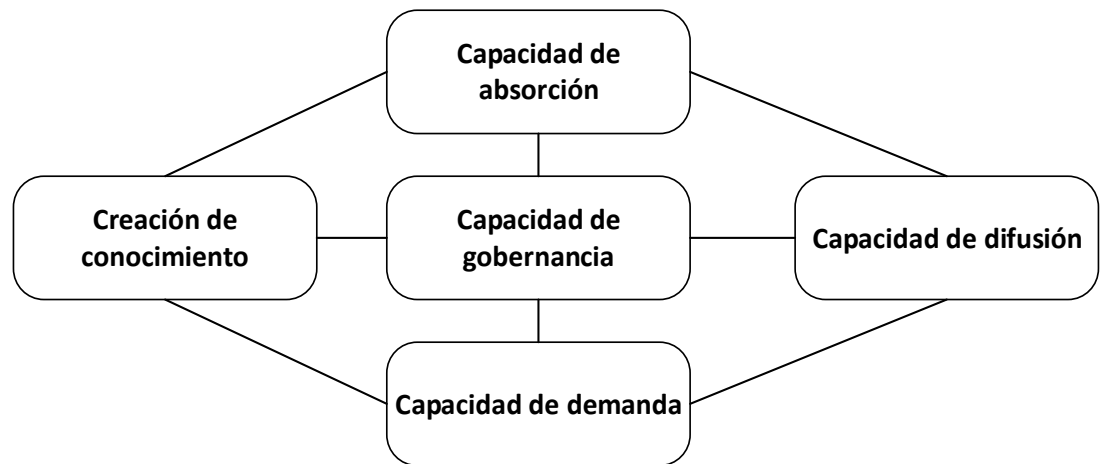 Capacidad de
absorción
Creación de
conocimiento
Capacidad de
gobernancia
Capacidad de difusión
Capacidad de demanda